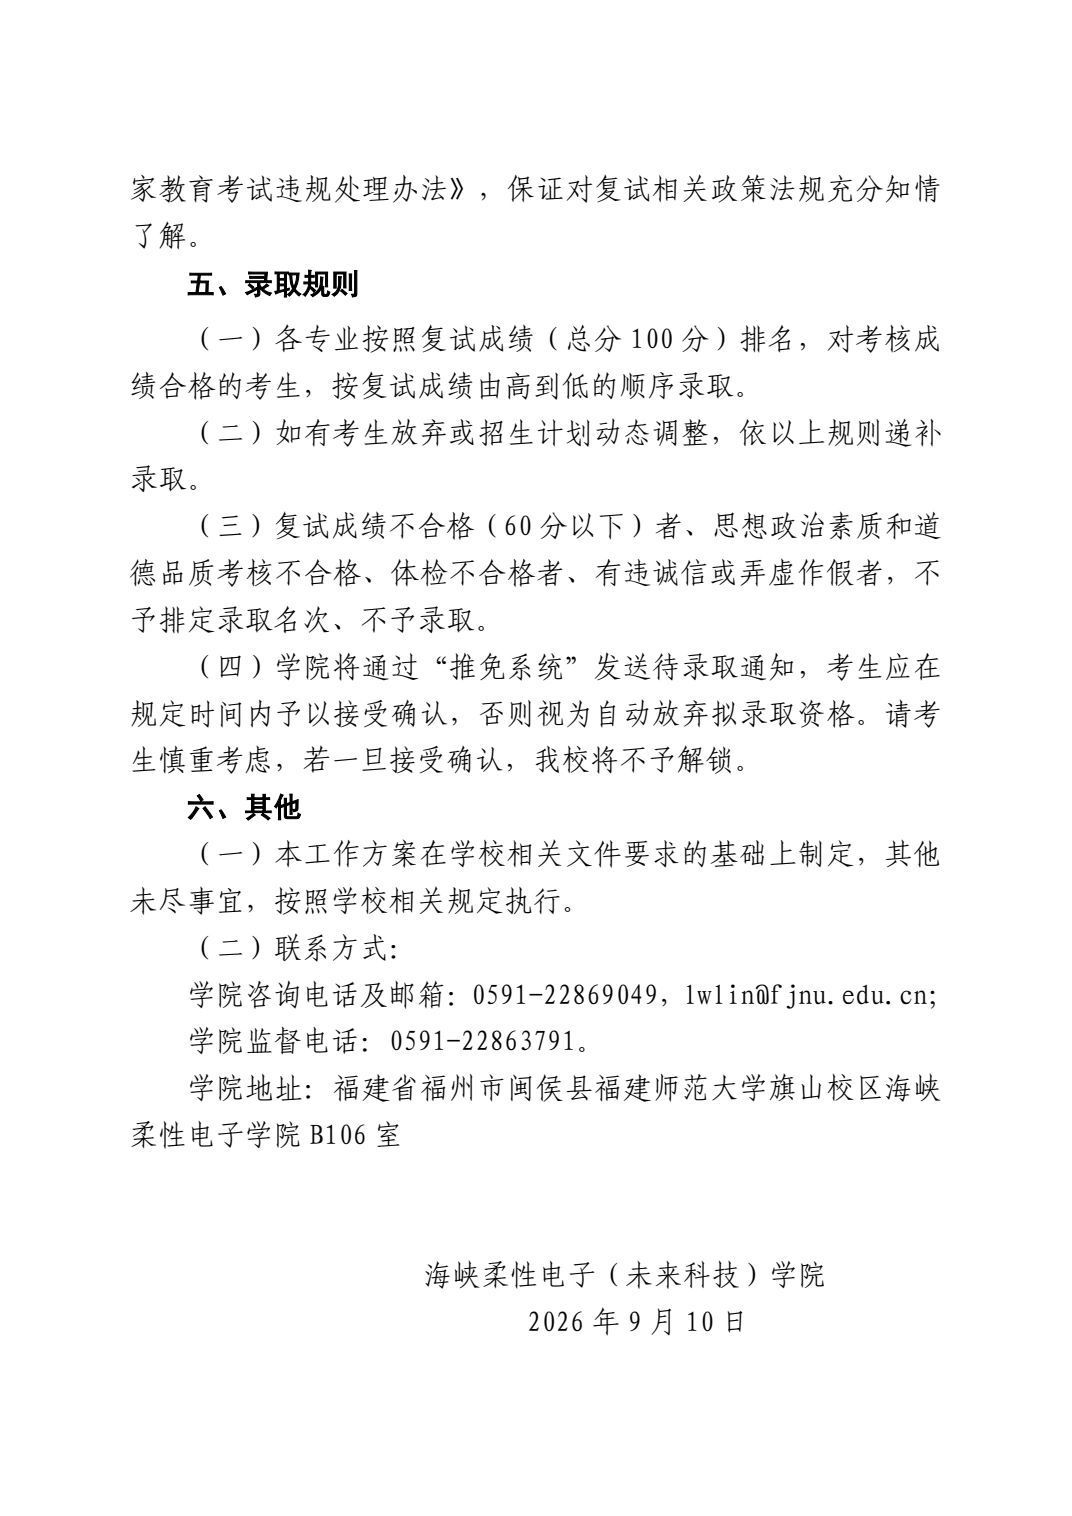 家教育考试违规处理办法》，保证对复试相关政策法规充分知情
了解。
五、录取规则
（一）各专业按照复试成绩（总分 100 分）排名，对考核成
绩合格的考生，按复试成绩由高到低的顺序录取。
（二）如有考生放弃或招生计划动态调整，依以上规则递补
录取。
（三）复试成绩不合格（60 分以下）者、思想政治素质和道
德品质考核不合格、体检不合格者、有违诚信或弄虚作假者，不
予排定录取名次、不予录取。
（四）学院将通过“推免系统”发送待录取通知，考生应在
规定时间内予以接受确认，否则视为自动放弃拟录取资格。请考
生慎重考虑，若一旦接受确认，我校将不予解锁。
六、其他
（一）本工作方案在学校相关文件要求的基础上制定，其他
未尽事宜，按照学校相关规定执行。
（二）联系方式：
学院咨询电话及邮箱：0591-22869049，lwlin@fjnu.edu.cn；
学院监督电话：0591-22863791。
学院地址：福建省福州市闽侯县福建师范大学旗山校区海峡
柔性电子学院 B106 室
海峡柔性电子（未来科技）学院
2026 年 9 月 10 日